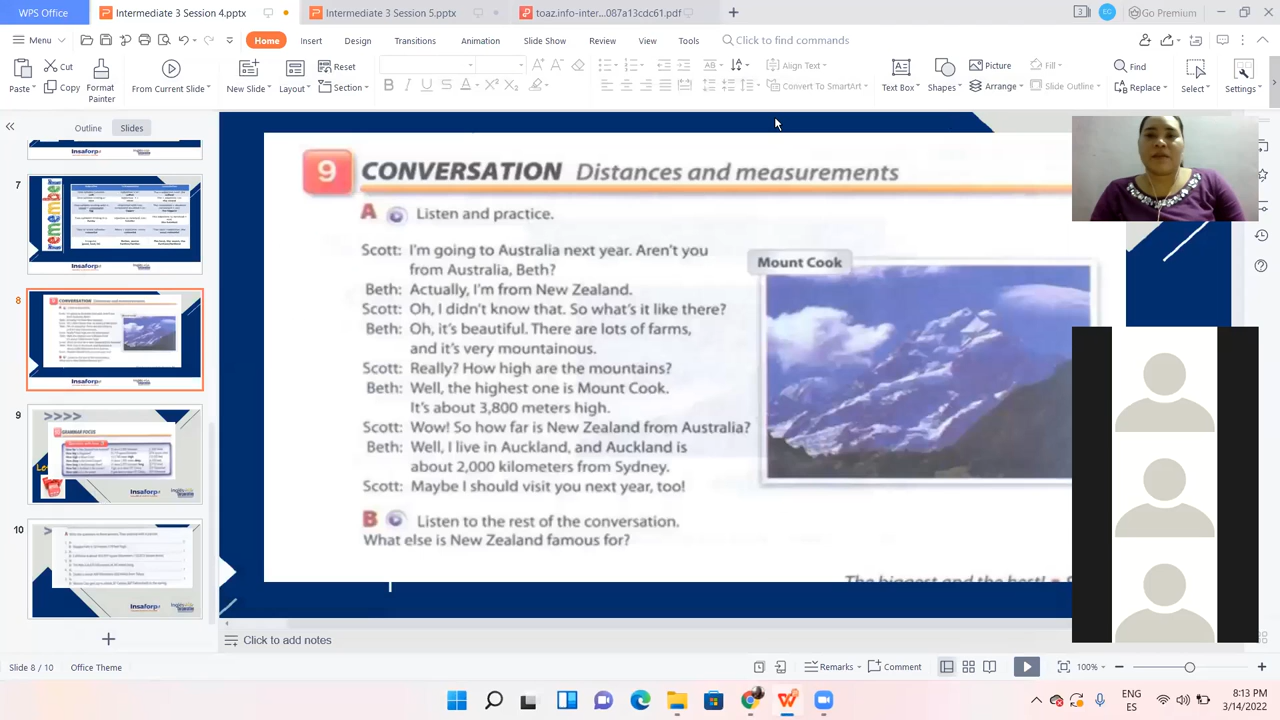 WPS Office
Intermediate 3 Session 4.pptx
Intermediate 3 Session 5.pptx
toaz.info-inter...087a13cdc61.pdf
Go Premium
Menu
Home
Insert
Design
Transitions
Animation
Slide Show
Review
View
Tools
Click to find commands
Cut
Copy
Format
Painter
From Current Slide
New Slide
Layout
Reset
Section
Align Text
Convert To SmartArt
Text Box
Shapes
Picture
Arrange
Fill
Slide Outline
Find
Replace
Select
Settings
Outline
Slides
7
8
9
10
9 CONVERSATION Distances and measurements
A Listen and practice.
Scott: I'm going to Australia next year. Aren't you
from Australia, Beth?
Beth: Actually, I'm from New Zealand.
Scott: Oh, I didn't know that. So what's it like there?
Beth: Oh, it's beautiful. There are lots of farms,
and it's very mountainous.
Scott: Really? How high are the mountains?
Beth: Well, the highest one is Mount Cook.
It's about 3,800 meters high.
Scott: Wow! So how far is New Zealand from Australia?
Beth: Well, I live in Auckland, and Auckland is
about 2,000 kilometers from Sydney.
Scott: Maybe I should visit you next year, too!
B Listen to the rest of the conversation.
What else is New Zealand famous for?
Mount Cook
Click to add notes
Slide 8 / 10
Office Theme
Remarks
Comment
100%
ENG
ES
8:13 PM
3/14/2022